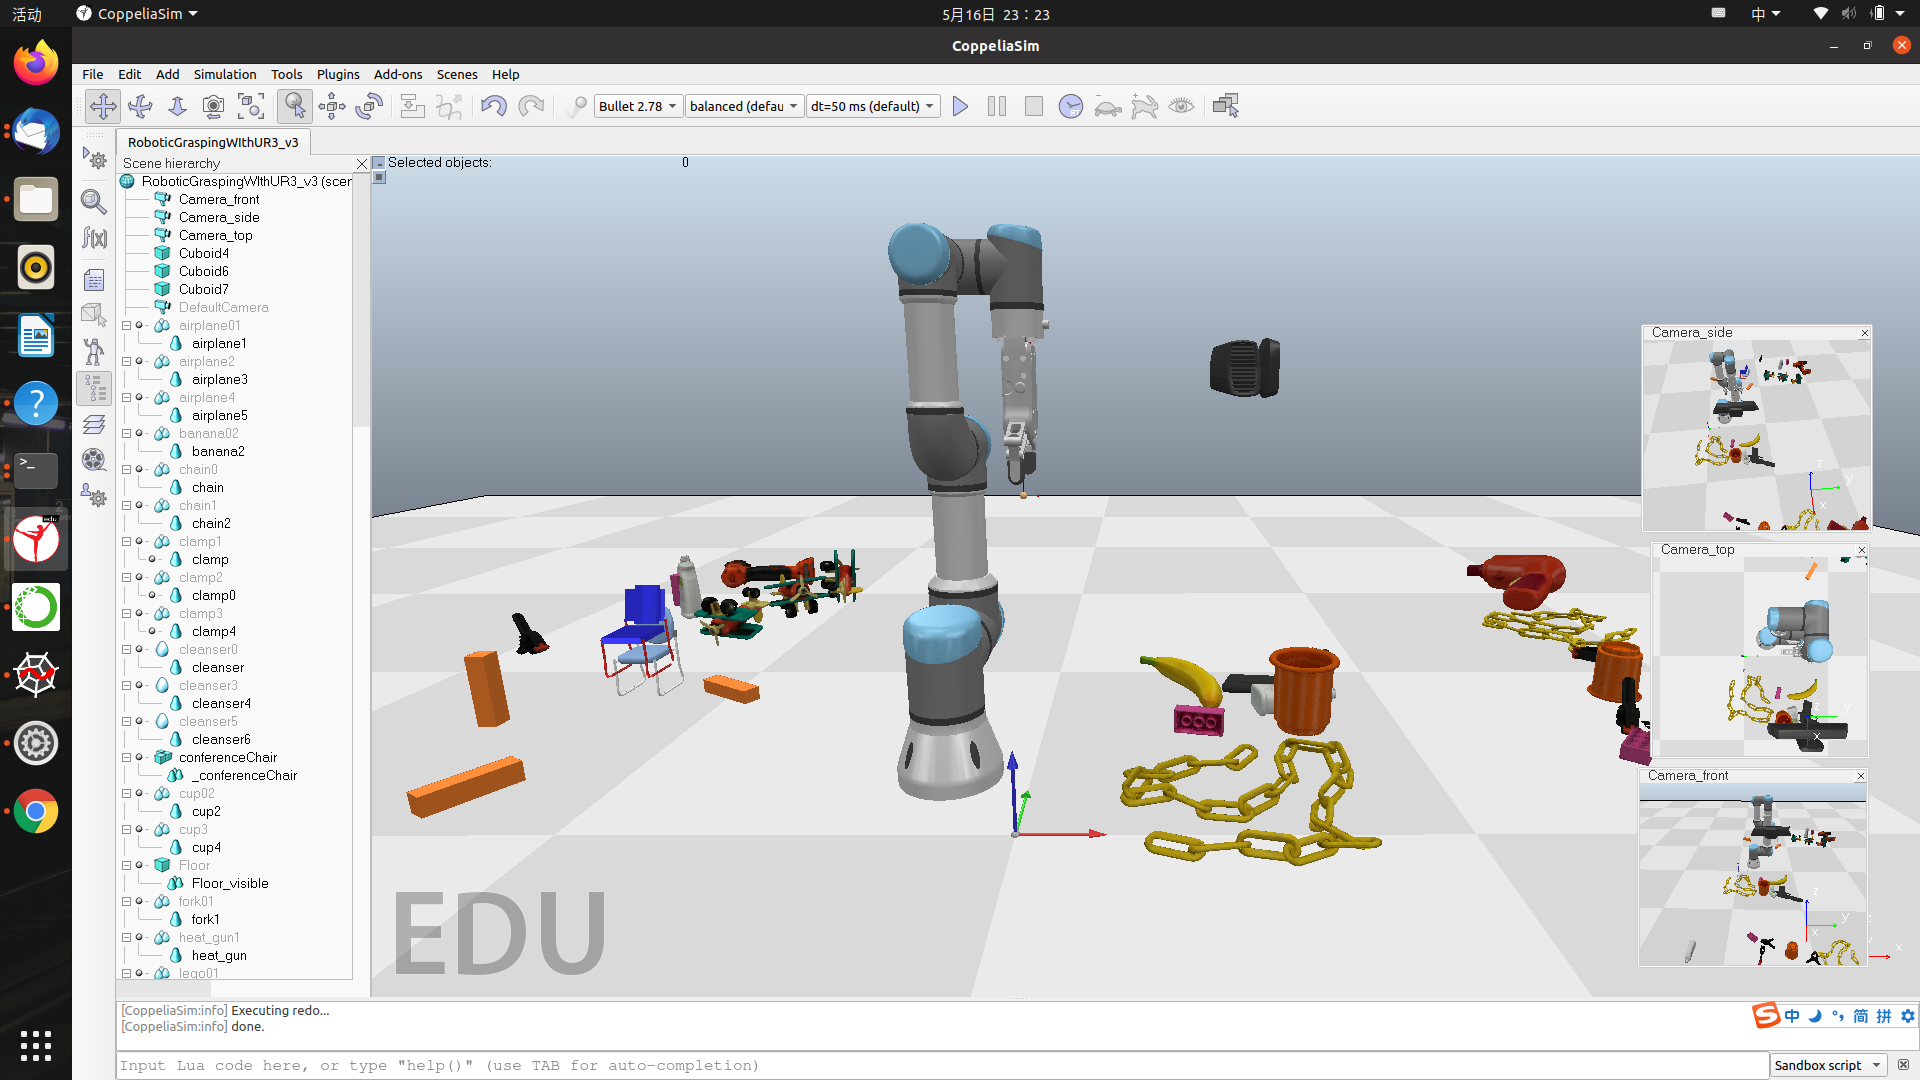 活动
CoppeliaSim
5月16日 23：23
中
CoppeliaSim
File Edit Add Simulation Tools Plugins Add-ons Scenes Help
Bullet 2.78
balanced (defau
dt=50 ms (default)
RoboticGraspingWIthUR3_v3
Scene hierarchy
Selected objects: 0
RoboticGraspingWIthUR3_v3 (scer
Camera_front
Camera_side
Camera_top
Cuboid4
Cuboid6
Cuboid7
DefaultCamera
airplane01
airplane1
airplane2
airplane3
airplane4
airplane5
banana02
banana2
chain0
chain
chain1
chain2
clamp1
clamp
clamp2
clamp0
clamp3
clamp4
cleanser0
cleanser
cleanser3
cleanser4
cleanser5
cleanser6
conferenceChair
_conferenceChair
cup02
cup2
cup3
cup4
Floor
Floor_visible
fork01
fork1
heat_gun1
heat_gun
lego01
Camera_side
z
y
x
Camera_top
y
x
Camera_front
z
y
x
x
EDU
edu
[CoppeliaSim:info] Executing redo...
[CoppeliaSim:info] done.
中 简 拼
Input Lua code here, or type "help()" (use TAB for auto-completion)
Sandbox script